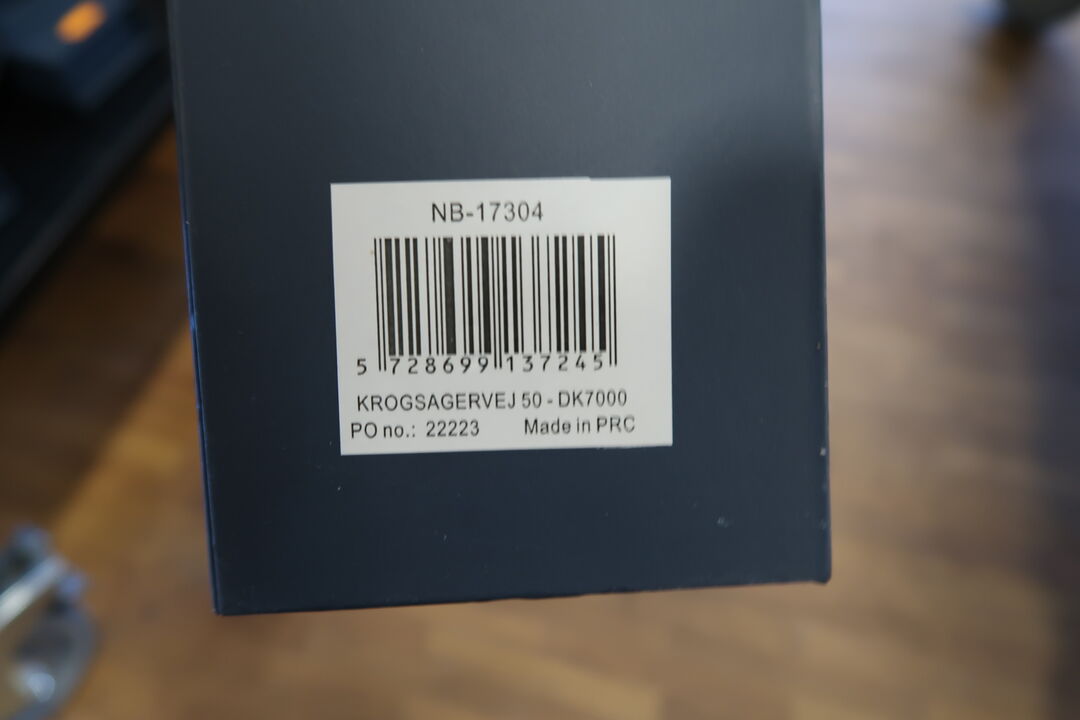 NB-17304
5 728699 137245
KROGSAGERVEJ 50 - DK7000
PO no.: 22223 Made in PRC